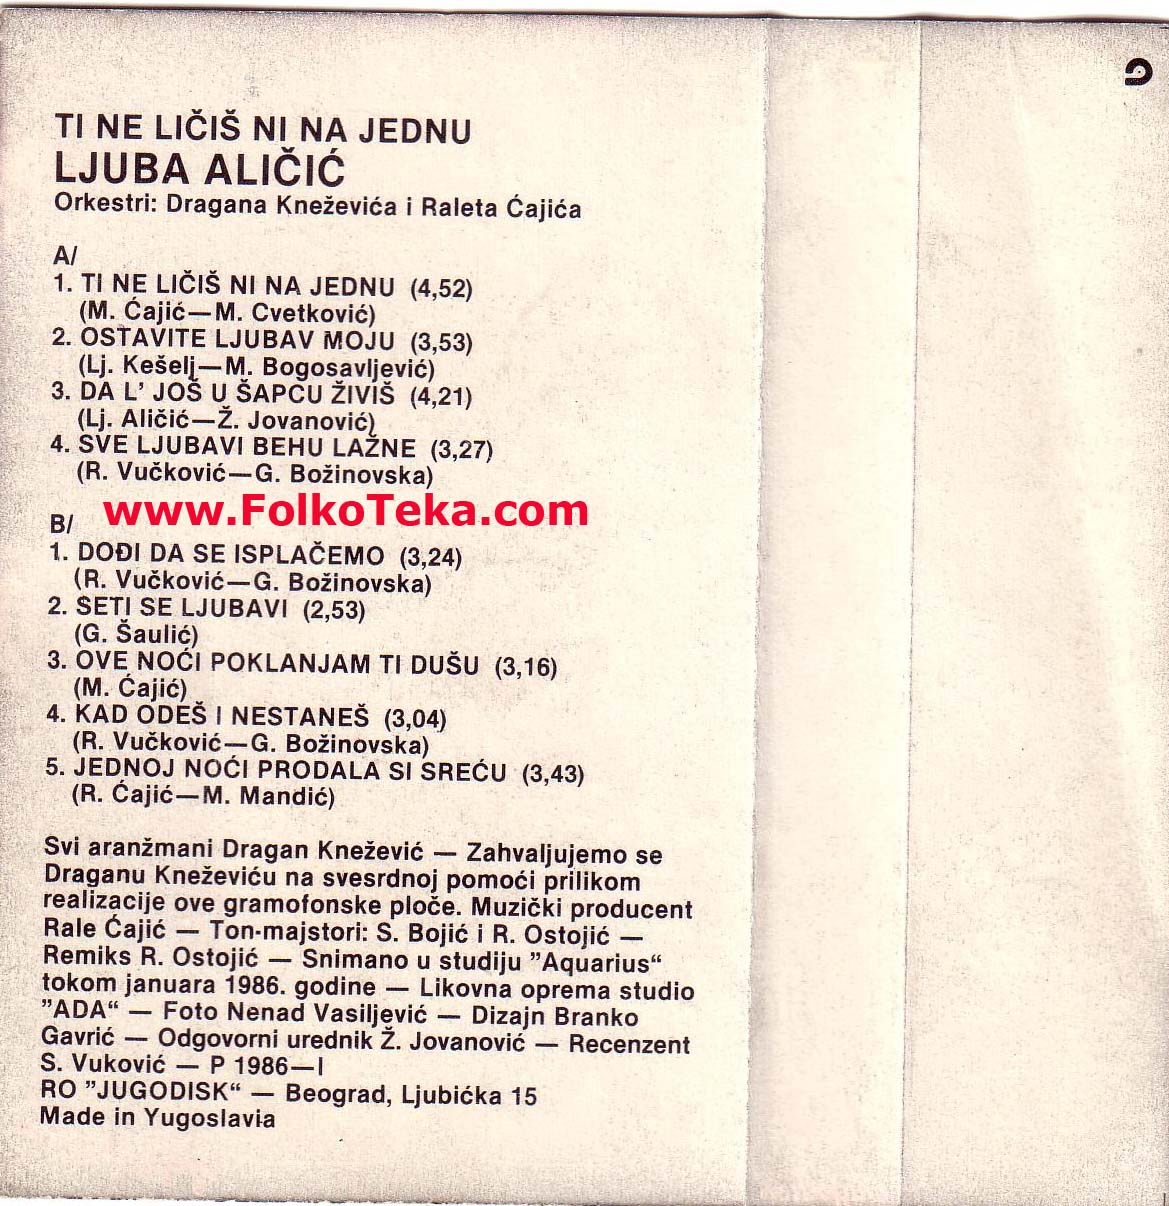 TI NE LIČIŠ NI NA JEDNU
LJUBA ALIČIĆ
Orkestri: Dragana Kneževića i Raleta Ćajića
A/
1. TI NE LIČIŠ NI NA JEDNU (4,52)
(M. Ćajić—M. Cvetković)
2. OSTAVITE LJUBAV MOJU (3,53)
(Lj. Kešelj—M. Bogosavljević)
3. DA L' JOŠ U ŠAPCU ŽIVIŠ (4,21)
(Lj. Aličić—Ž. Jovanović)
4. SVE LJUBAVI BEHU LAŽNE (3,27)
(R. Vučković—G. Božinovska)
www.FolkoTeka.com
B/
1. DOĐI DA SE ISPLAČEMO (3,24)
(R. Vučković—G. Božinovska)
2. SETI SE LJUBAVI (2,53)
(G. Šaulić)
3. OVE NOĆI POKLANJAM TI DUŠU (3,16)
(M. Ćajić)
4. KAD ODEŠ I NESTANEŠ (3,04)
(R. Vučković—G. Božinovska)
5. JEDNOJ NOĆI PRODALA SI SREĆU (3,43)
(R. Ćajić—M. Mandić)
Svi aranžmani Dragan Knežević — Zahvaljujemo se
Draganu Kneževiću na svesrdnoj pomoći prilikom
realizacije ove gramofonske ploče. Muzički producent
Rale Ćajić — Ton-majstori: S. Bojić i R. Ostojić —
Remiks R. Ostojić — Snimano u studiju ”Aquarius“
tokom januara 1986. godine — Likovna oprema studio
”ADA“ — Foto Nenad Vasiljević — Dizajn Branko
Gavrić — Odgovorni urednik Ž. Jovanović — Recenzent
S. Vuković — P 1986—I
RO ”JUGODISK“ — Beograd, Ljubićka 15
Made in Yugoslavia